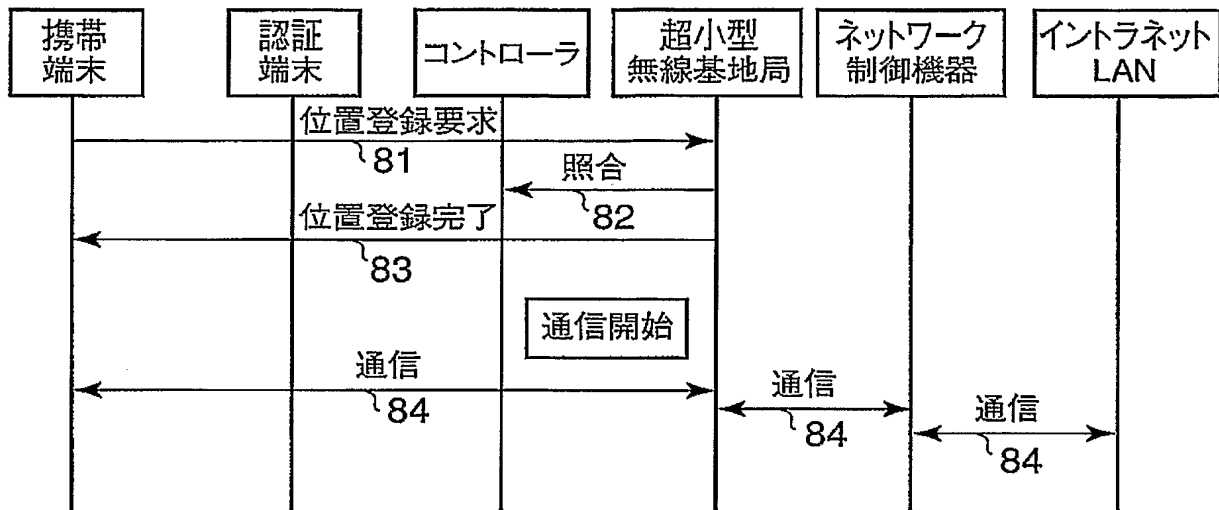 携帯
端末
認証
端末
コントローラ
超小型
無線基地局
ネットワーク
制御機器
イントラネット
LAN
位置登録要求
81
照合
82
位置登録完了
83
通信開始
通信
84
通信
84
通信
84